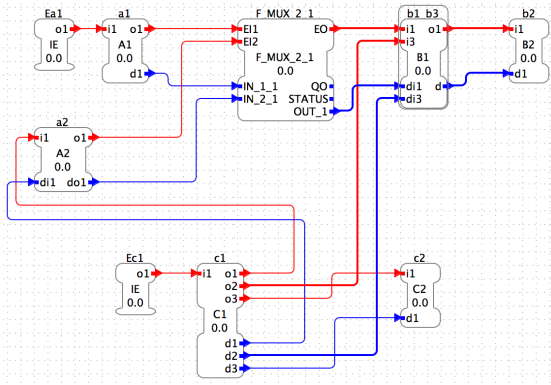 Ea1
o1
IE
0.0
a1
i1 o1
A1
0.0
d1
F_MUX_2_1
EI1 EO
EI2
F_MUX_2_1
0.0
IN_1_1 QO
IN_2_1 STATUS
OUT_1
b1 b3
i1 o1
i3
B1
0.0
di1 d
di3
b2
i1
B2
0.0
d1
a2
i1 o1
A2
0.0
di1 do1
Ec1
o1
IE
0.0
c1
i1 o1
o2
o3
C1
0.0
d1
d2
d3
c2
i1
C2
0.0
d1